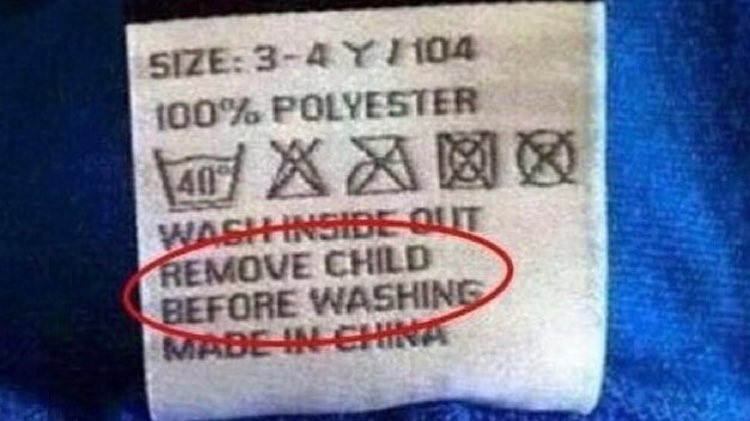 SIZE: 3-4 Y / 104
100% POLYESTER
40°
WASH INSIDE OUT
REMOVE CHILD
BEFORE WASHING
MADE IN CHINA